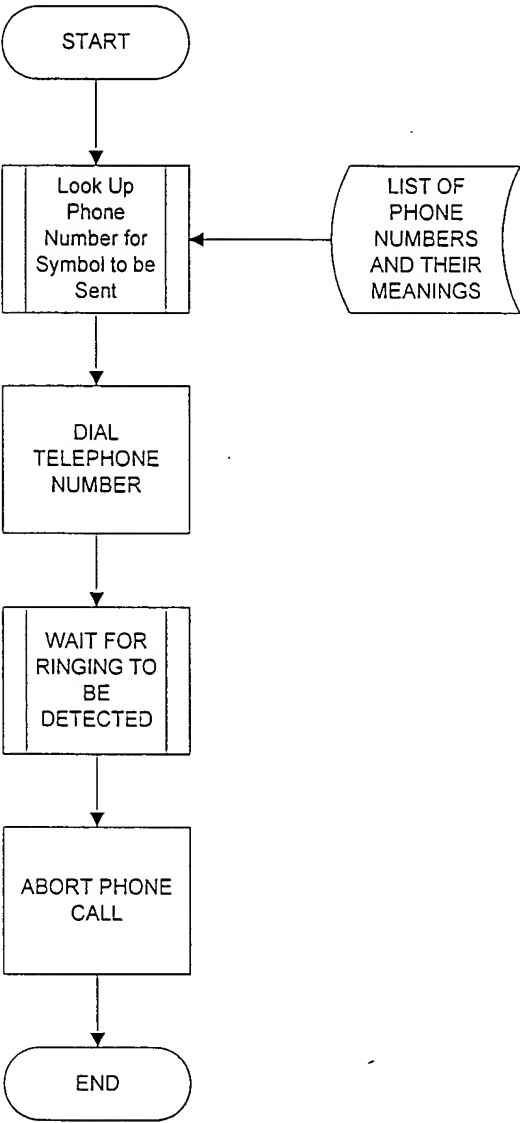 START
Look Up
Phone
Number for
Symbol to be
Sent
LIST OF
PHONE
NUMBERS
AND THEIR
MEANINGS
DIAL
TELEPHONE
NUMBER
WAIT FOR
RINGING TO
BE
DETECTED
ABORT PHONE
CALL
END